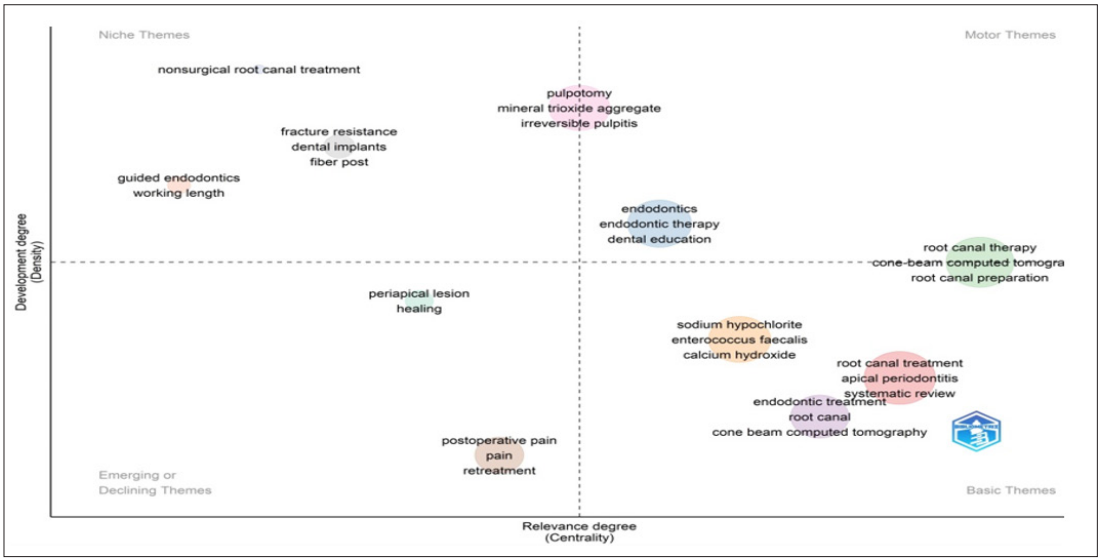 Niche Themes
Motor Themes
nonsurgical root canal treatment
pulpotomy
mineral trioxide aggregate
irreversible pulpitis
fracture resistance
dental implants
fiber post
guided endodontics
working length
endodontics
endodontic therapy
dental education
root canal therapy
cone-beam computed tomogra
root canal preparation
periapical lesion
healing
sodium hypochlorite
enterococcus faecalis
calcium hydroxide
root canal treatment
apical periodontitis
systematic review
endodontic treatment
root canal
cone beam computed tomography
postoperative pain
pain
retreatment
Emerging or
Declining Themes
Basic Themes
Development degree
(Density)
Relevance degree
(Centrality)